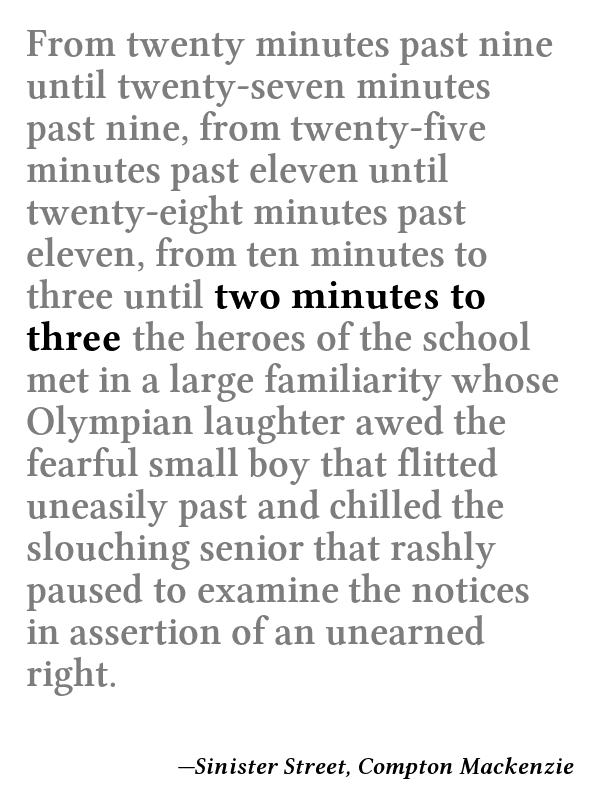 From twenty minutes past nine
until twenty-seven minutes
past nine, from twenty-five
minutes past eleven until
twenty-eight minutes past
eleven, from ten minutes to
three until two minutes to
three the heroes of the school
met in a large familiarity whose
Olympian laughter awed the
fearful small boy that flitted
uneasily past and chilled the
slouching senior that rashly
paused to examine the notices
in assertion of an unearned
right.
—Sinister Street, Compton Mackenzie